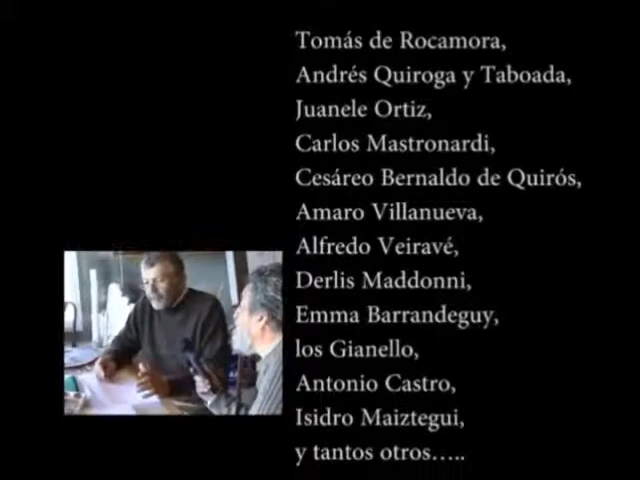 Tomás de Rocamora,
Andrés Quiroga y Taboada,
Juanele Ortiz,
Carlos Mastronardi,
Cesáreo Bernaldo de Quirós,
Amaro Villanueva,
Alfredo Veiravé,
Derlis Maddonni,
Emma Barrandeguy,
los Gianello,
Antonio Castro,
Isidro Maiztegui,
y tantos otros…..